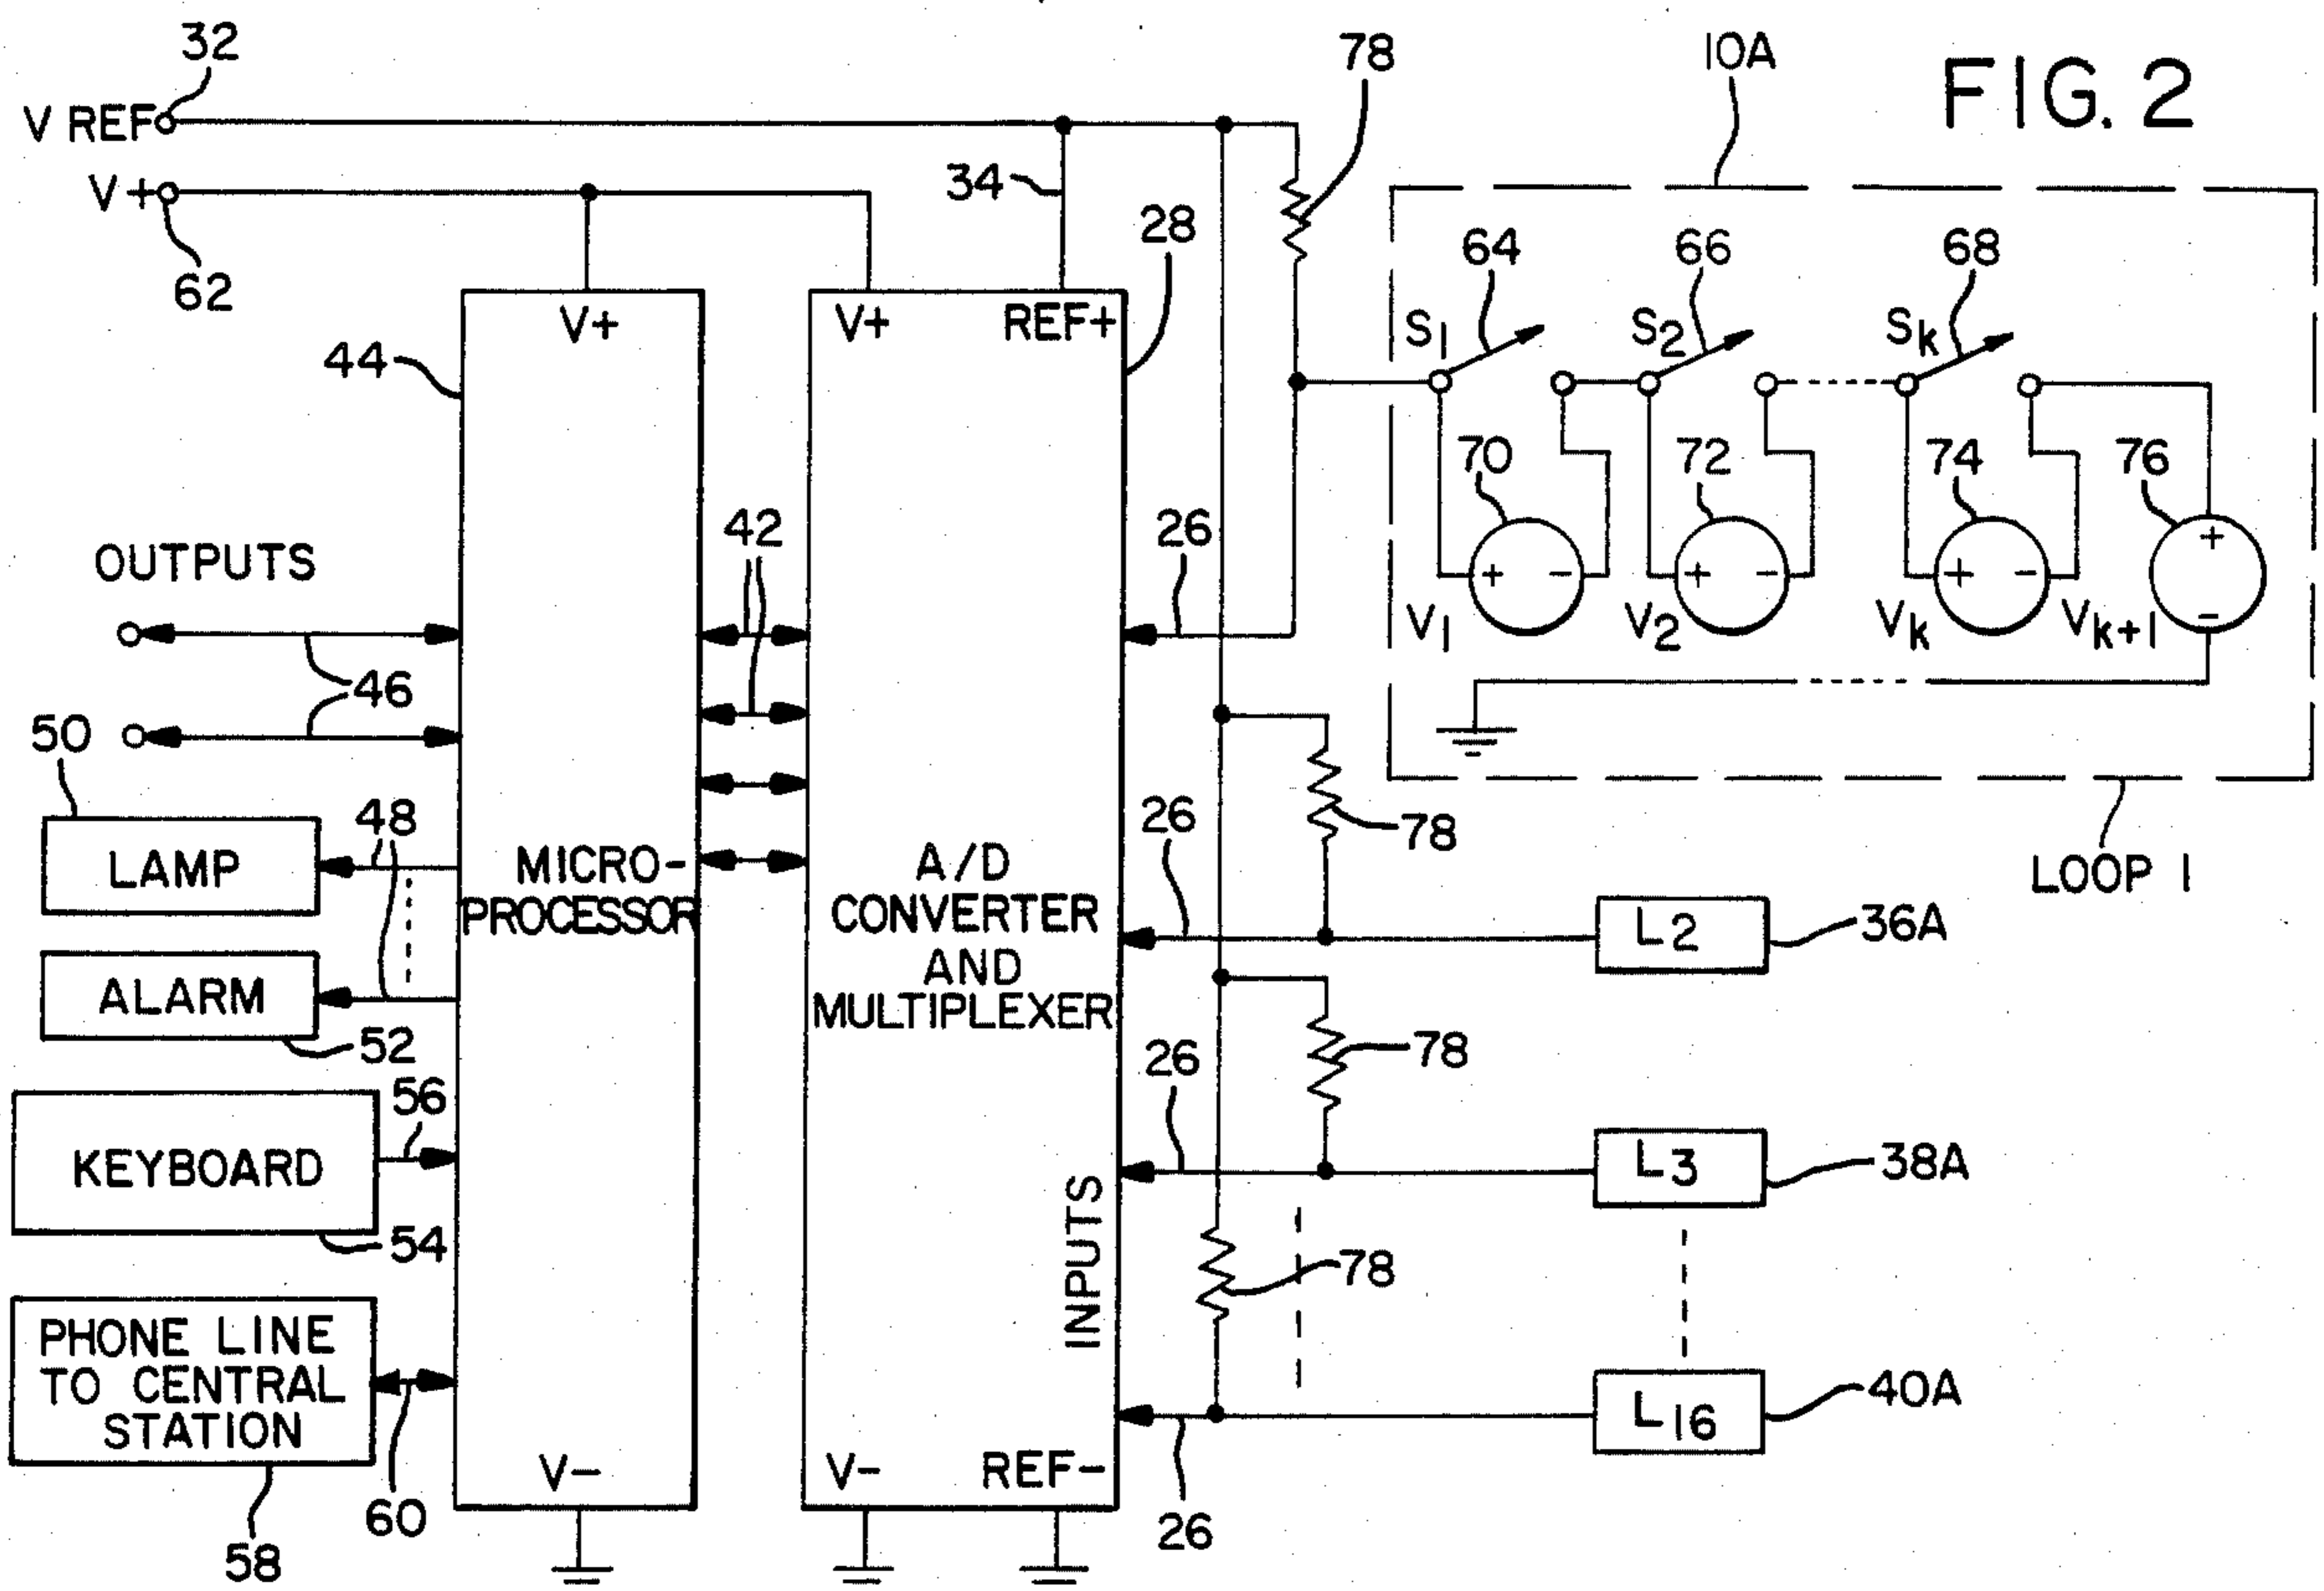 FIG. 2
32
V REF
V+
62
34
78
10A
28
64
66
68
S1
S2
Sk
70
72
74
76
+ -
+ -
+ -
+
-
V1
V2
Vk
Vk+1
LOOP 1
44
V+
V+
REF+
OUTPUTS
42
26
46
50
48
LAMP
MICRO-
PROCESSOR
A/D
CONVERTER
AND
MULTIPLEXER
26
78
L2
36A
ALARM
52
26
78
56
KEYBOARD
54
INPUTS
L3
38A
78
PHONE LINE
TO CENTRAL
STATION
58
60
V-
V-
REF-
26
L16
40A